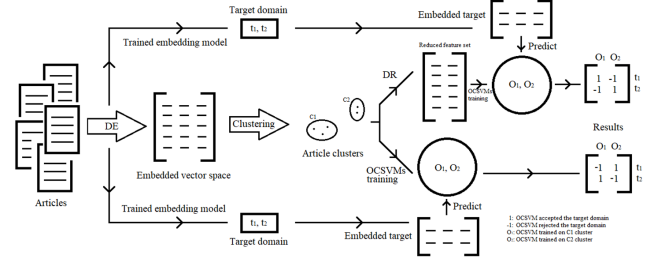 Target domain
t₁, t₂
Trained embedding model
Embedded target
Predict
Reduced feature set
DR
O₁, O₂
OCSVMs
training
O₁ O₂
1 -1
-1 1
t₁
t₂
Results
Articles
DE
Embedded vector space
Clustering
C1
C2
Article clusters
OCSVMs
training
O₁, O₂
O₁ O₂
-1 1
1 -1
t₁
t₂
Predict
Trained embedding model
t₁, t₂
Target domain
Embedded target
1: OCSVM accepted the target domain
-1: OCSVM rejected the target domain
O₁: OCSVM trained on C1 cluster
O₂: OCSVM trained on C2 cluster